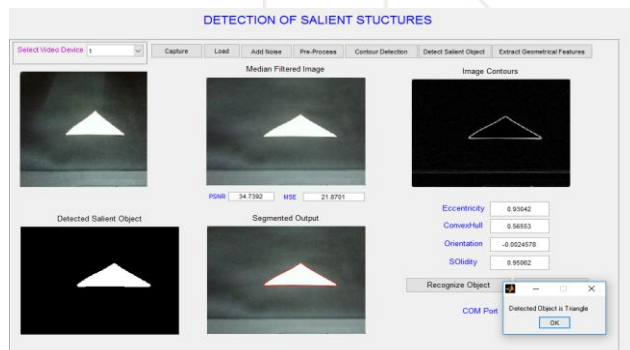 DETECTION OF SALIENT STUCTURES
Select Video Device 1 Capture Load Add Noise Pre-Process Contour Detection Detect Salient Object Extract Geometrical Features
Median Filtered Image
Image Contours
PSNR 34.7392 MSE 21.8701
Detected Salient Object
Segmented Output
Eccentricity 0.93042
ConvexHull 0.56553
Orientation -0.0024578
SOlidity 0.95062
Recognize Object
COM Port
Detected Object is Triangle
OK